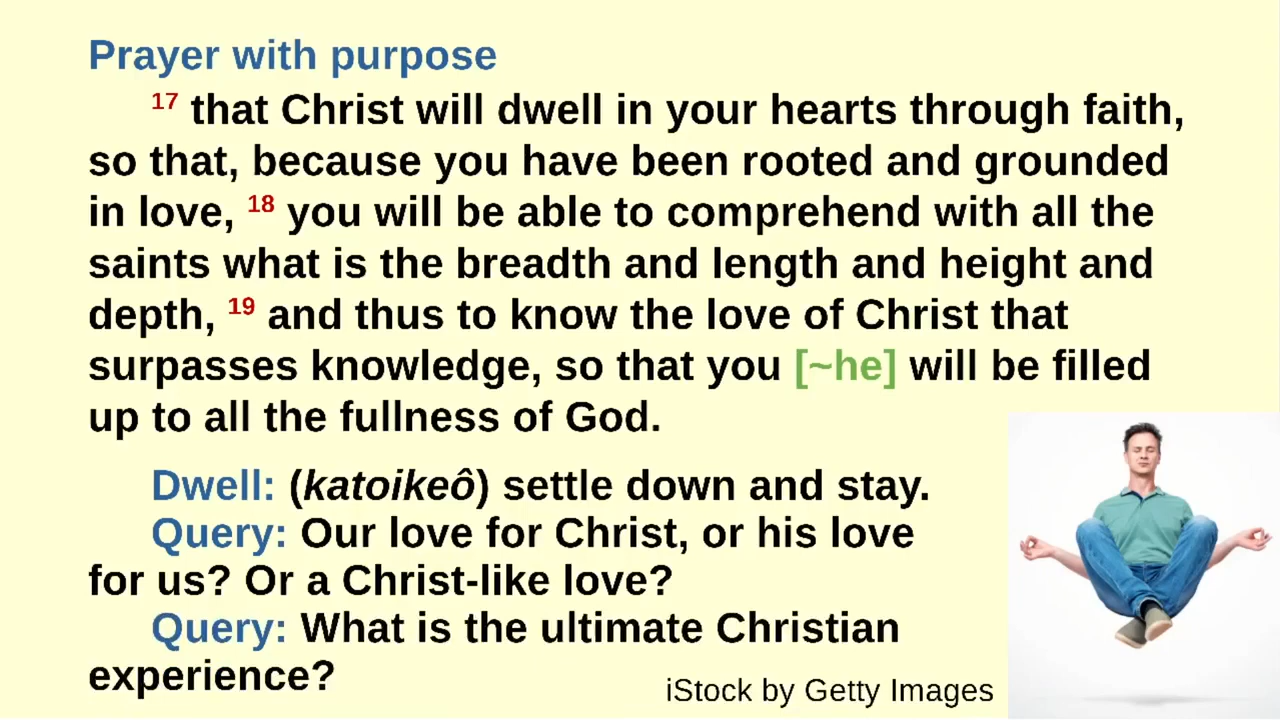 Prayer with purpose
17 that Christ will dwell in your hearts through faith,
so that, because you have been rooted and grounded
in love, 18 you will be able to comprehend with all the
saints what is the breadth and length and height and
depth, 19 and thus to know the love of Christ that
surpasses knowledge, so that you [~he] will be filled
up to all the fullness of God.
Dwell: (katoikeô) settle down and stay.
Query: Our love for Christ, or his love
for us? Or a Christ-like love?
Query: What is the ultimate Christian
experience?
iStock by Getty Images